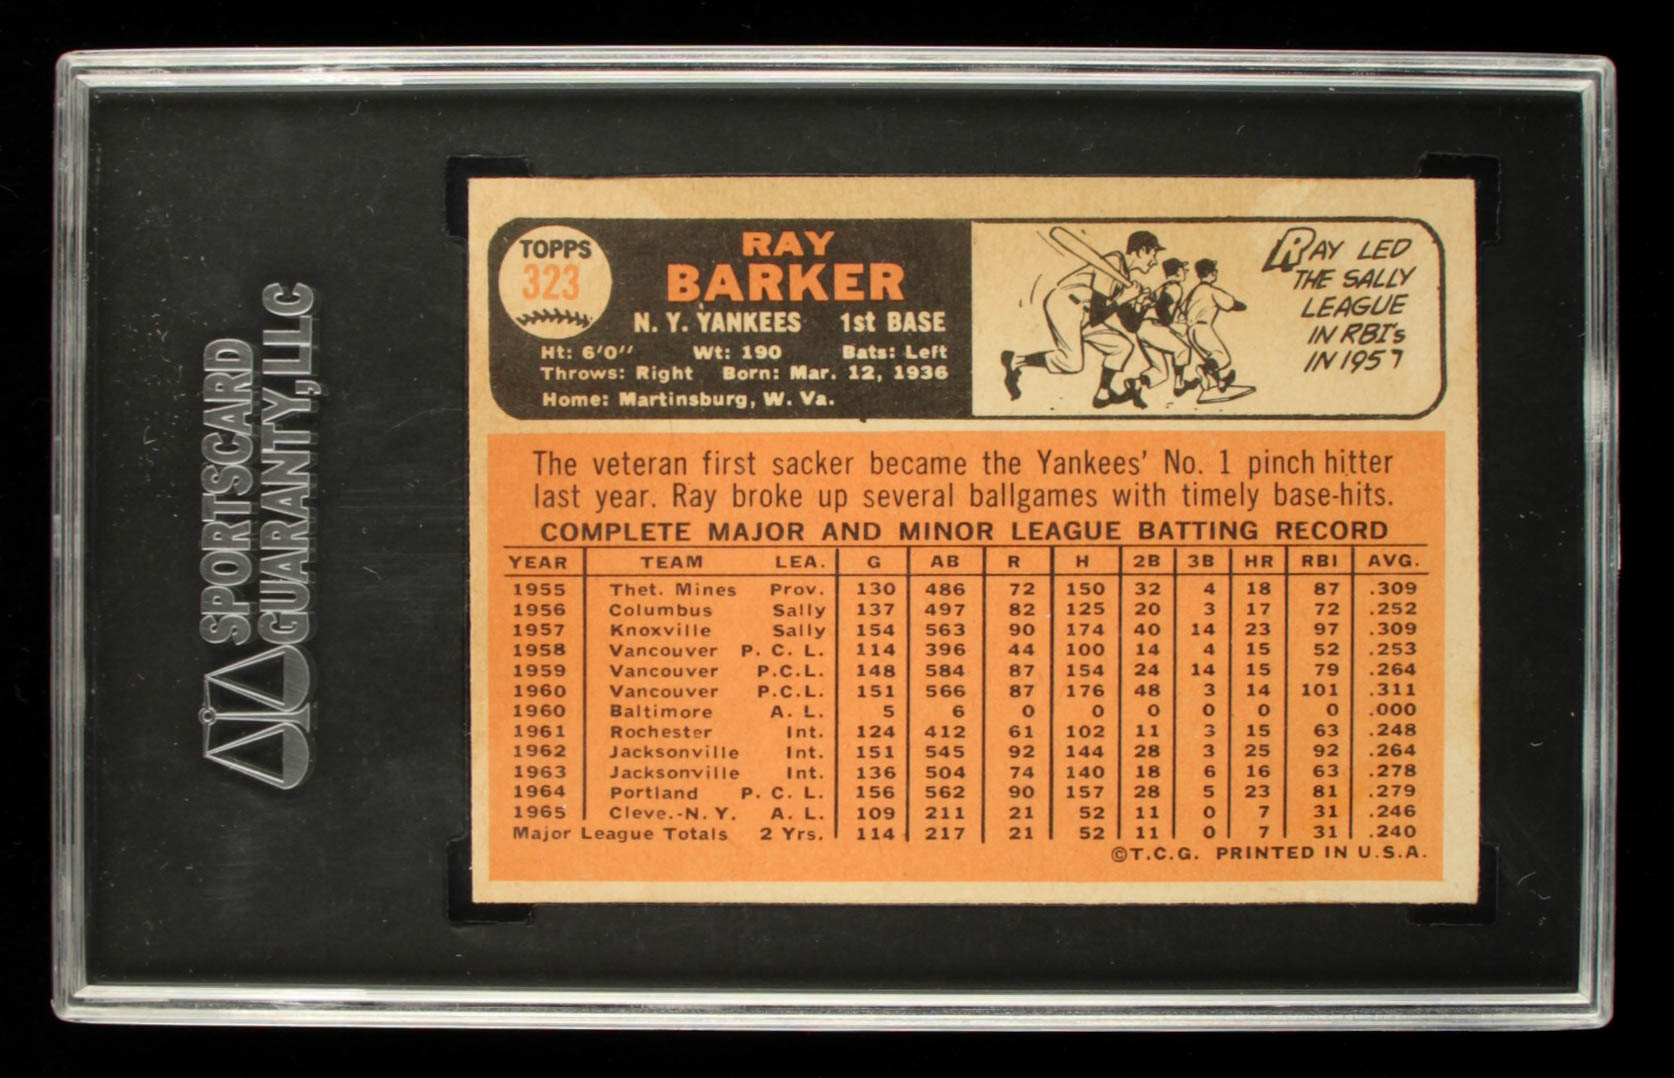 SPORTSCARD
GUARANTY, LLC
TOPPS
323
RAY
BARKER
N. Y. YANKEES 1st BASE
Ht: 6'0" Wt: 190 Bats: Left
Throws: Right Born: Mar. 12, 1936
Home: Martinsburg, W. Va.
RAY LED
THE SALLY
LEAGUE
IN RBI's
IN 1957
The veteran first sacker became the Yankees' No. 1 pinch hitter
last year. Ray broke up several ballgames with timely base-hits.
COMPLETE MAJOR AND MINOR LEAGUE BATTING RECORD
YEAR TEAM LEA. G AB R H 2B 3B HR RBI AVG.
1955 Thet. Mines Prov. 130 486 72 150 32 4 18 87 .309
1956 Columbus Sally 137 497 82 125 20 3 17 72 .252
1957 Knoxville Sally 154 563 90 174 40 14 23 97 .309
1958 Vancouver P. C. L. 114 396 44 100 14 4 15 52 .253
1959 Vancouver P.C.L. 148 584 87 154 24 14 15 79 .264
1960 Vancouver P.C.L. 151 566 87 176 48 3 14 101 .311
1960 Baltimore A. L. 5 6 0 0 0 0 0 0 .000
1961 Rochester Int. 124 412 61 102 11 3 15 63 .248
1962 Jacksonville Int. 151 545 92 144 28 3 25 92 .264
1963 Jacksonville Int. 136 504 74 140 18 6 16 63 .278
1964 Portland P. C. L. 156 562 90 157 28 5 23 81 .279
1965 Cleve.-N. Y. A. L. 109 211 21 52 11 0 7 31 .246
Major League Totals 2 Yrs. 114 217 21 52 11 0 7 31 .240
©T.C.G. PRINTED IN U.S.A.